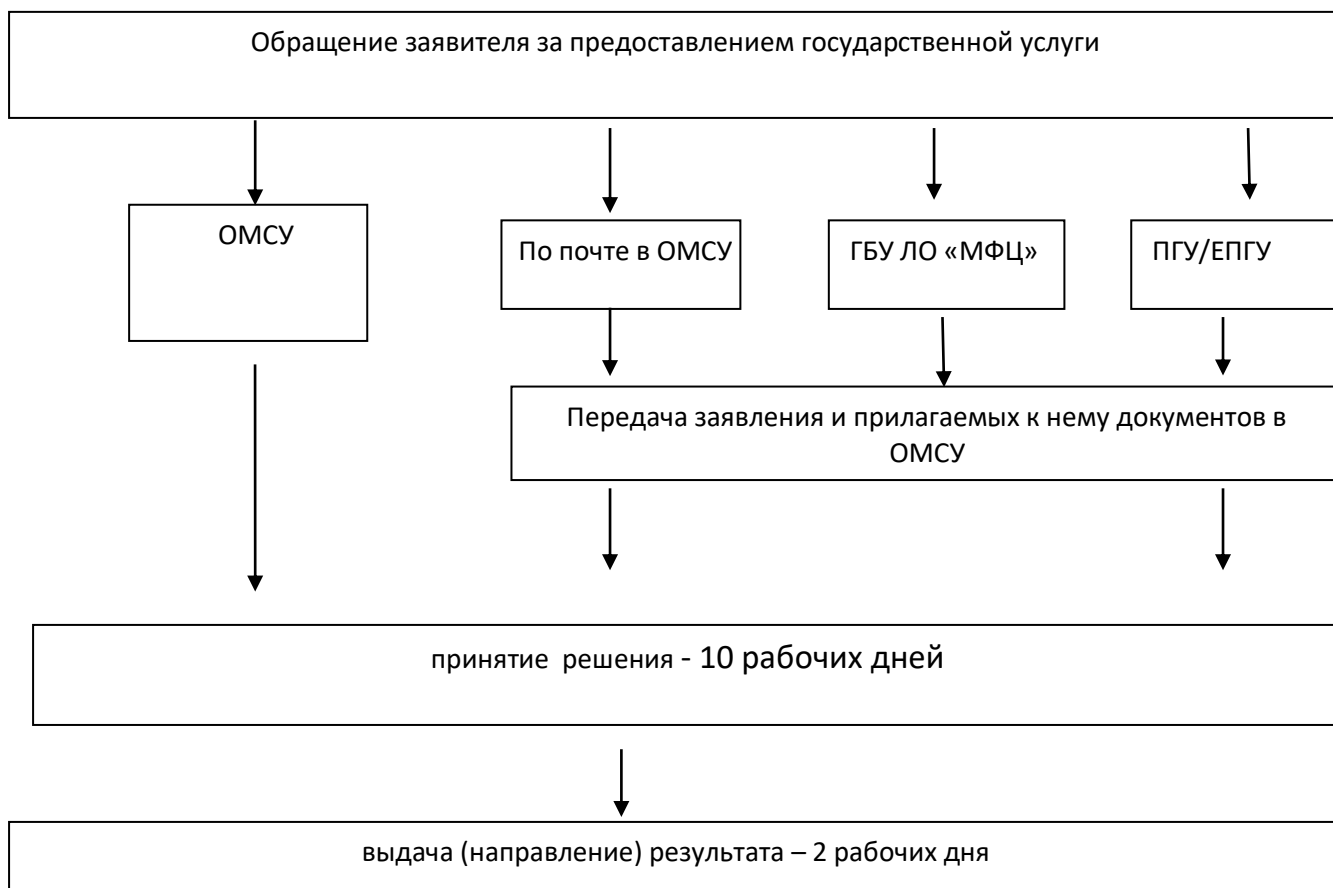 Обращение заявителя за предоставлением государственной услуги
ОМСУ
По почте в ОМСУ
ГБУ ЛО «МФЦ»
ПГУ/ЕПГУ
Передача заявления и прилагаемых к нему документов в
ОМСУ
принятие решения - 10 рабочих дней
выдача (направление) результата – 2 рабочих дня